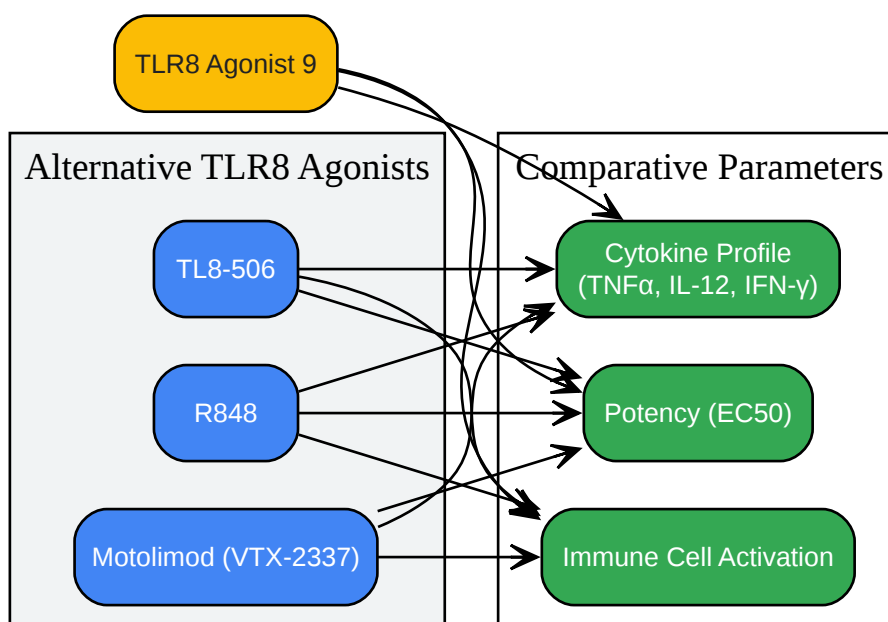 TLR8 Agonist 9
Alternative TLR8 Agonists
TL8-506
R848
Motolimod (VTX-2337)
Comparative Parameters
Cytokine Profile
(TNFα, IL-12, IFN-γ)
Potency (EC50)
Immune Cell Activation